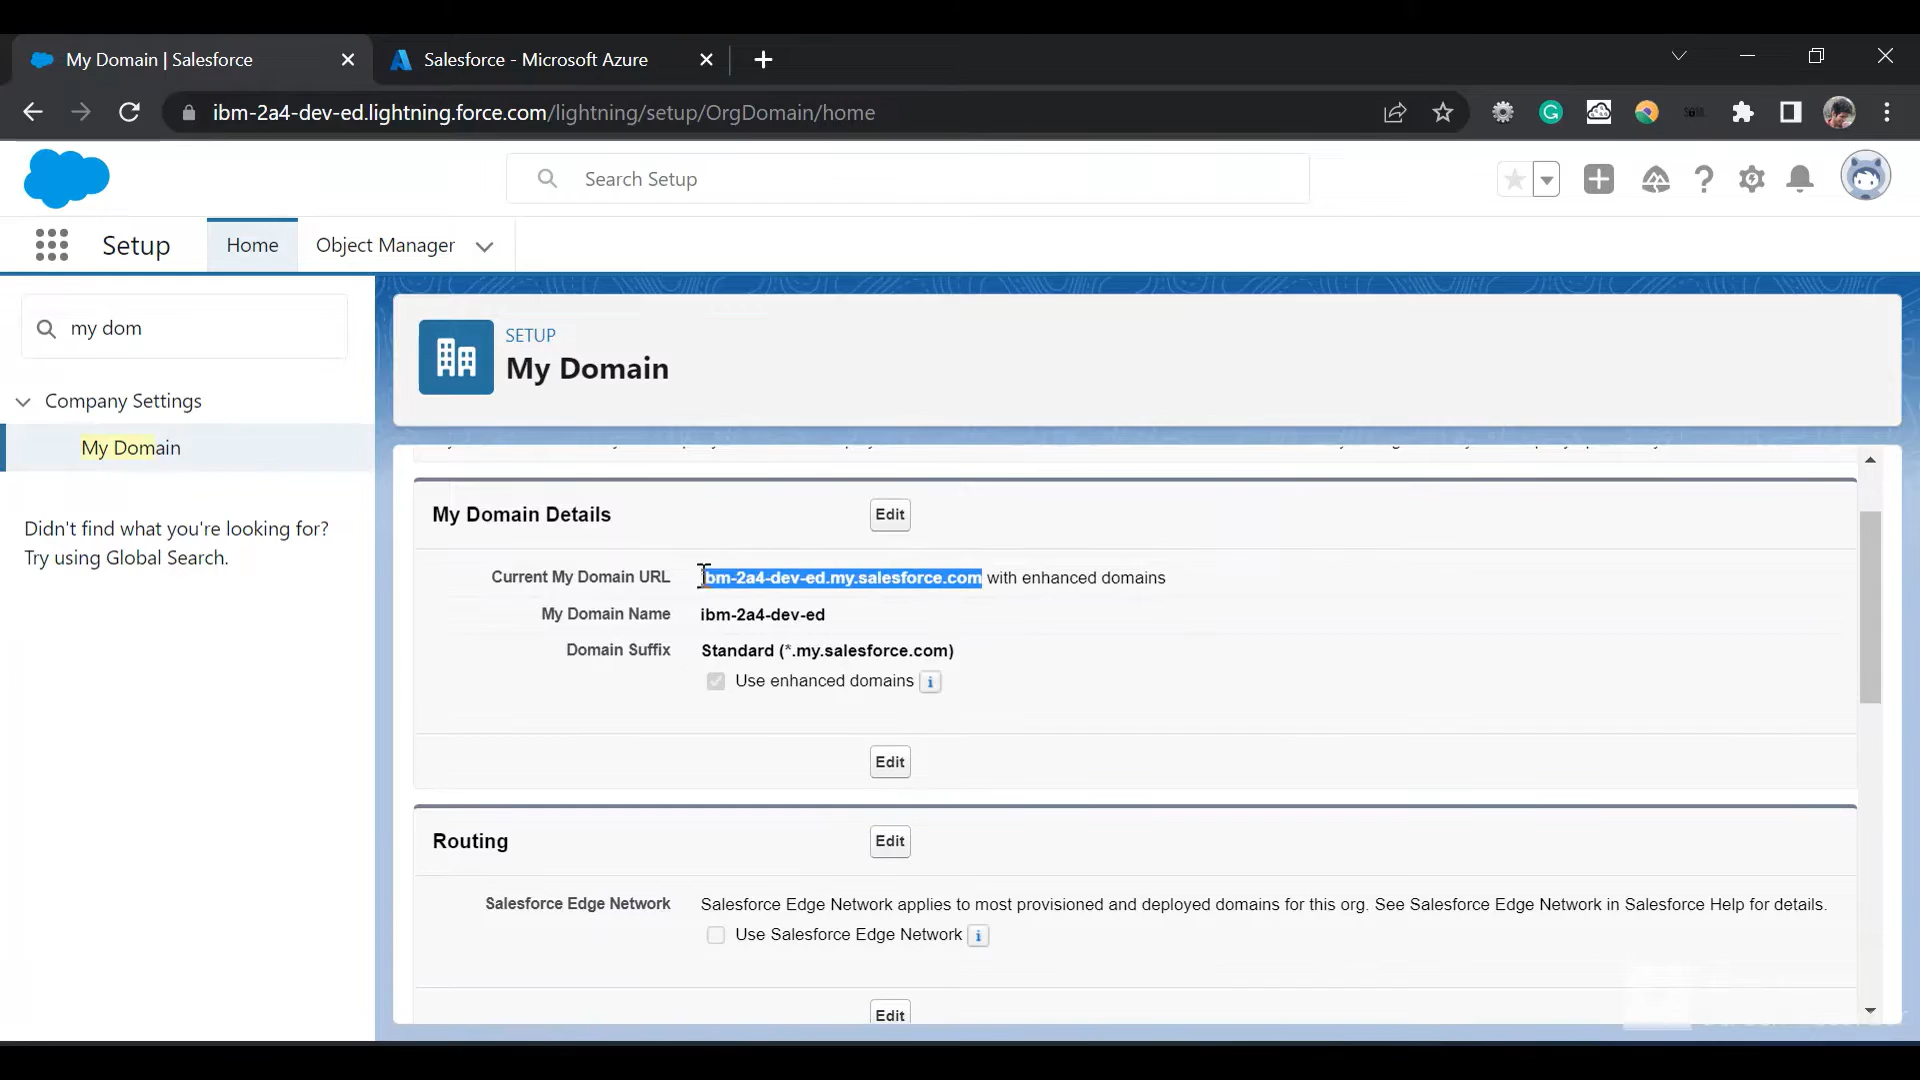 My Domain | Salesforce
Salesforce - Microsoft Azure
ibm-2a4-dev-ed.lightning.force.com/lightning/setup/OrgDomain/home
Search Setup
Setup
Home
Object Manager
my dom
Company Settings
My Domain
Didn't find what you're looking for?
Try using Global Search.
SETUP
My Domain
My Domain Details
Edit
Current My Domain URL
ibm-2a4-dev-ed.my.salesforce.com with enhanced domains
My Domain Name
ibm-2a4-dev-ed
Domain Suffix
Standard (*.my.salesforce.com)
Use enhanced domains
Edit
Routing
Edit
Salesforce Edge Network
Salesforce Edge Network applies to most provisioned and deployed domains for this org. See Salesforce Edge Network in Salesforce Help for details.
Use Salesforce Edge Network
Edit